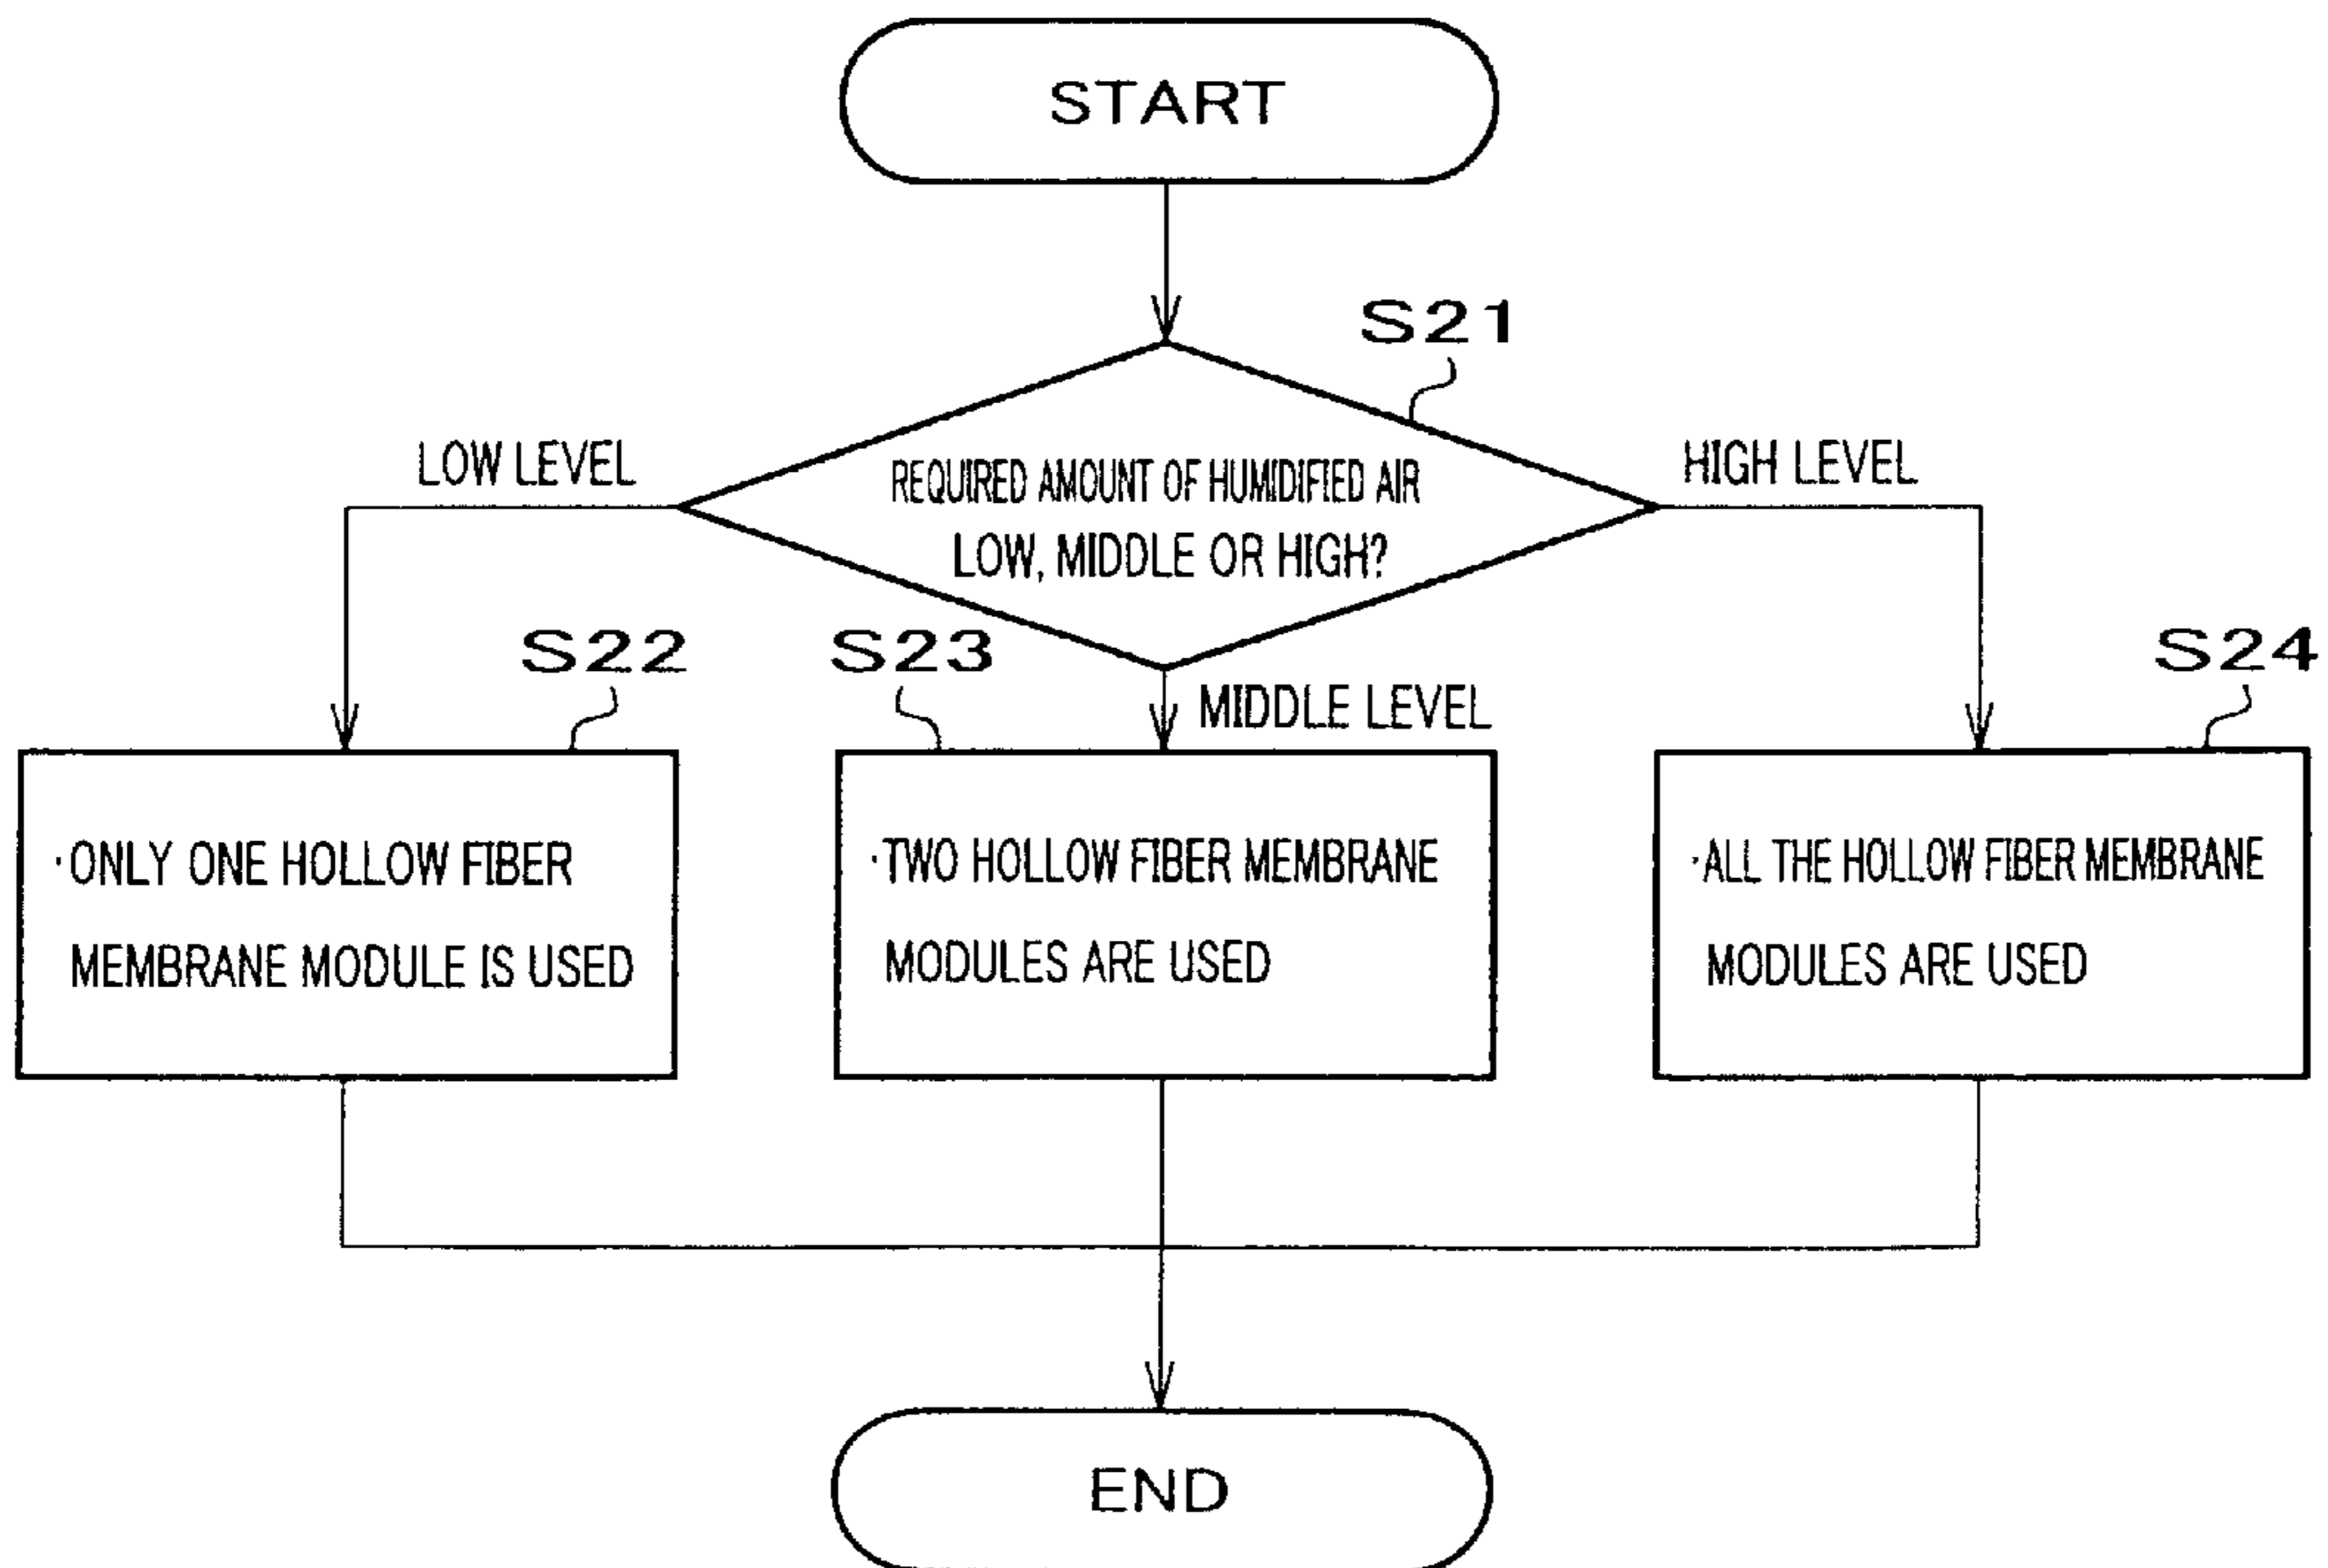 START
S21
LOW LEVEL
REQUIRED AMOUNT OF HUMIDIFIED AIR
LOW, MIDDLE OR HIGH?
HIGH LEVEL
S22
S23
MIDDLE LEVEL
S24
·ONLY ONE HOLLOW FIBER
MEMBRANE MODULE IS USED
·TWO HOLLOW FIBER MEMBRANE
MODULES ARE USED
·ALL THE HOLLOW FIBER MEMBRANE
MODULES ARE USED
END